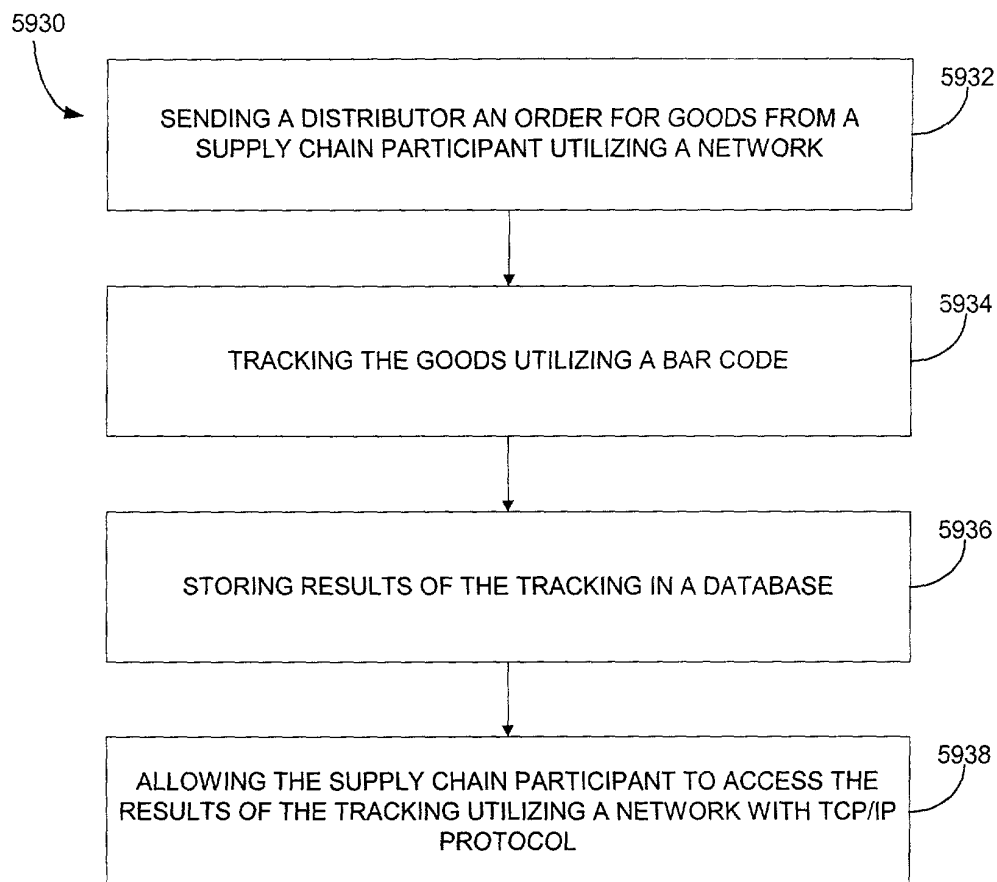 5930
5932
SENDING A DISTRIBUTOR AN ORDER FOR GOODS FROM A
SUPPLY CHAIN PARTICIPANT UTILIZING A NETWORK
5934
TRACKING THE GOODS UTILIZING A BAR CODE
5936
STORING RESULTS OF THE TRACKING IN A DATABASE
5938
ALLOWING THE SUPPLY CHAIN PARTICIPANT TO ACCESS THE
RESULTS OF THE TRACKING UTILIZING A NETWORK WITH TCP/IP
PROTOCOL